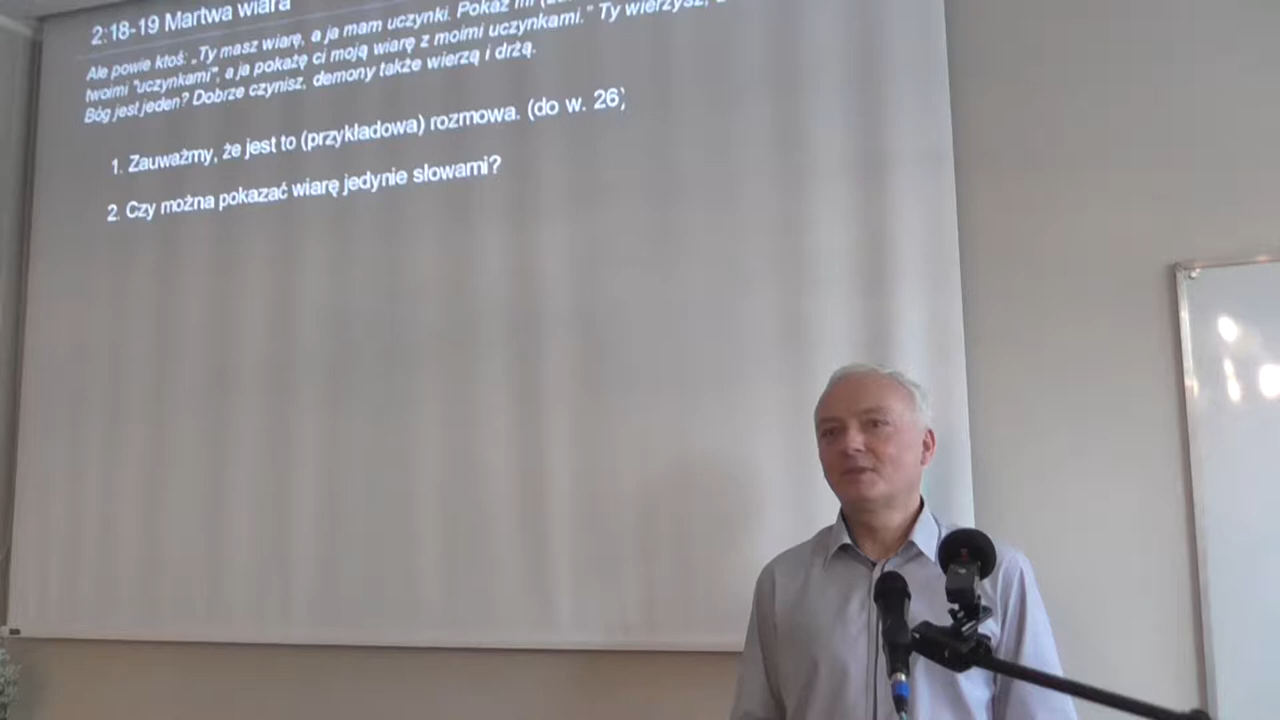 2:18-19 Martwa wiara
Ale powie ktoś: „Ty masz wiarę, a ja mam uczynki. Pokaż mi
twoimi "uczynkami", a ja pokażę ci moją wiarę z moimi uczynkami.” Ty wierzysz,
Bóg jest jeden? Dobrze czynisz, demony także wierzą i drżą.
1. Zauważmy, że jest to (przykładowa) rozmowa. (do w. 26)
2. Czy można pokazać wiarę jedynie słowami?